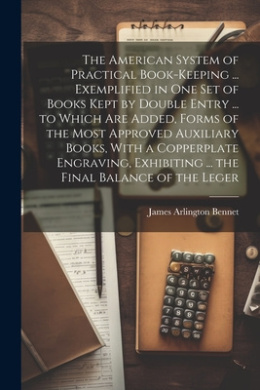 The American System of
Practical Book-Keeping ...
Exemplified in One Set of
Books Kept by Double Entry ...
to Which Are Added, Forms of
the Most Approved Auxiliary
Books, With a Copperplate
Engraving, Exhibiting ... the
Final Balance of the Leger
James Arlington Bennet